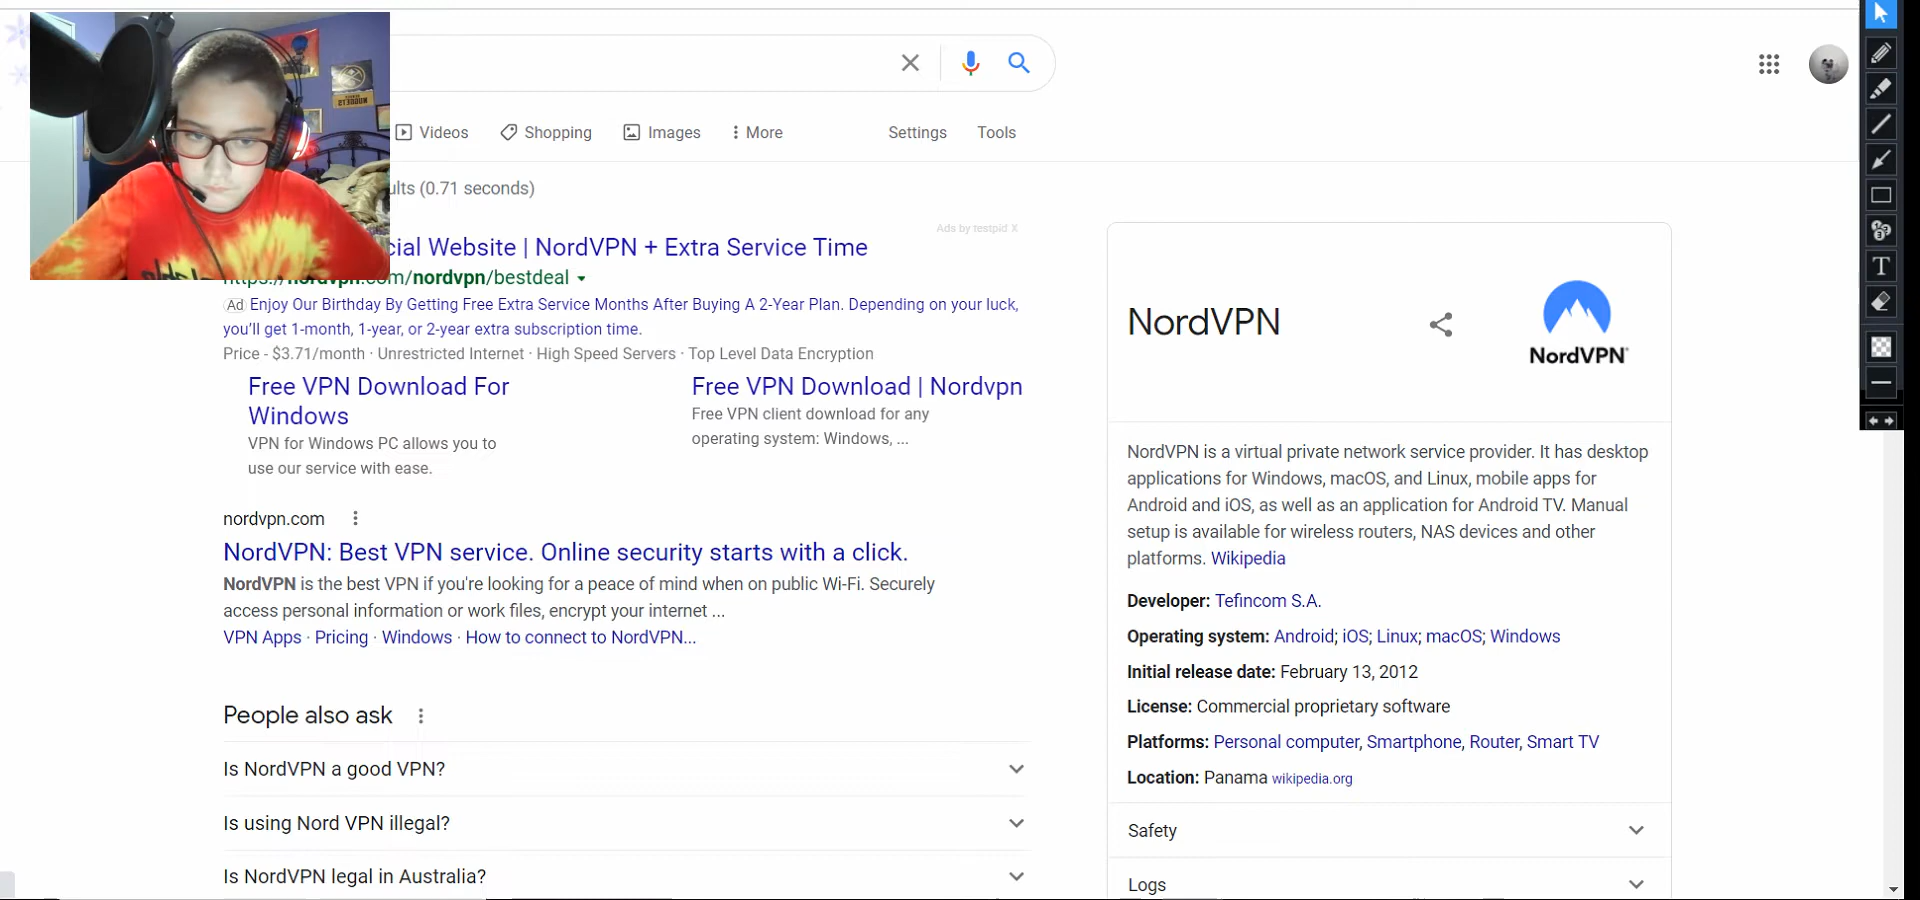 NUGGETS
Videos
Shopping
Images
More
Settings
Tools
ults (0.71 seconds)
Ads by testpid X
cial Website | NordVPN + Extra Service Time
https://nordvpn.com/nordvpn/bestdeal
Ad Enjoy Our Birthday By Getting Free Extra Service Months After Buying A 2-Year Plan. Depending on your luck,
you'll get 1-month, 1-year, or 2-year extra subscription time.
Price - $3.71/month · Unrestricted Internet · High Speed Servers · Top Level Data Encryption
Free VPN Download For
Windows
VPN for Windows PC allows you to
use our service with ease.
Free VPN Download | Nordvpn
Free VPN client download for any
operating system: Windows, ...
nordvpn.com
NordVPN: Best VPN service. Online security starts with a click.
NordVPN is the best VPN if you're looking for a peace of mind when on public Wi-Fi. Securely
access personal information or work files, encrypt your internet ...
VPN Apps · Pricing · Windows · How to connect to NordVPN...
People also ask
Is NordVPN a good VPN?
Is using Nord VPN illegal?
Is NordVPN legal in Australia?
NordVPN
NordVPN®
NordVPN is a virtual private network service provider. It has desktop
applications for Windows, macOS, and Linux, mobile apps for
Android and iOS, as well as an application for Android TV. Manual
setup is available for wireless routers, NAS devices and other
platforms. Wikipedia
Developer: Tefincom S.A.
Operating system: Android; iOS; Linux; macOS; Windows
Initial release date: February 13, 2012
License: Commercial proprietary software
Platforms: Personal computer, Smartphone, Router, Smart TV
Location: Panama wikipedia.org
Safety
Logs
T